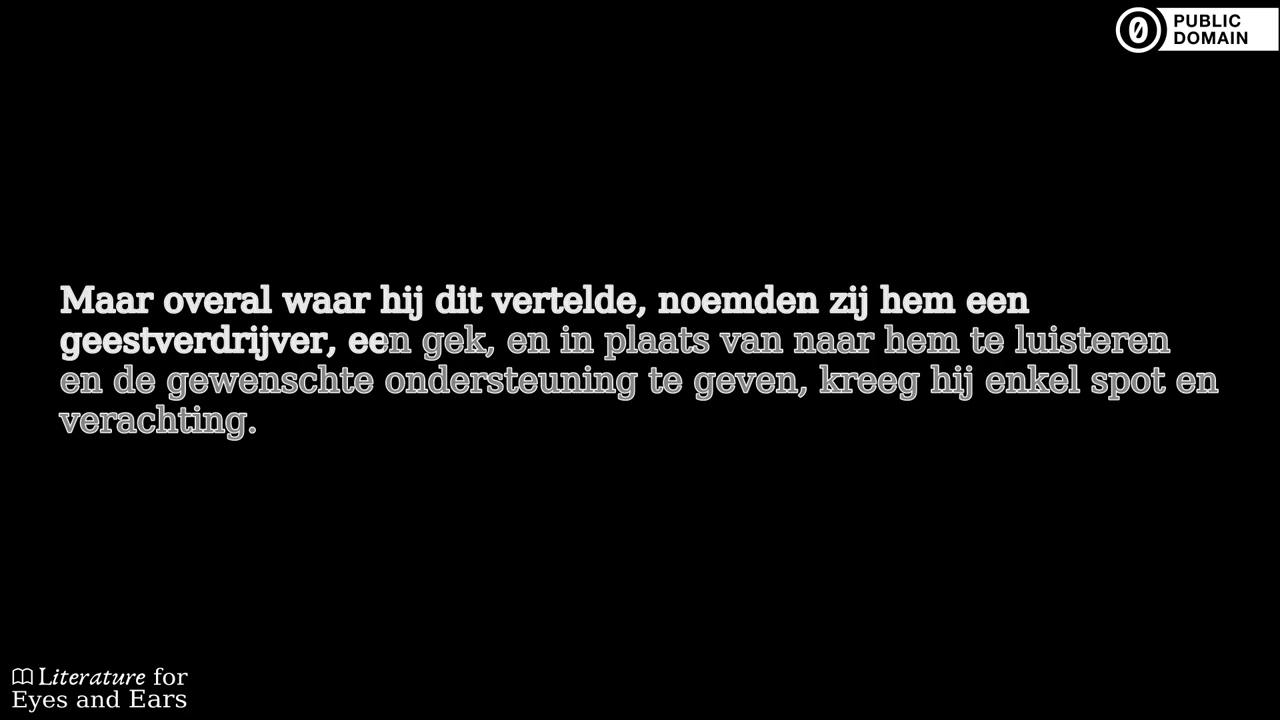 PUBLIC
DOMAIN
Maar overal waar hij dit vertelde, noemden zij hem een
geestverdrijver, een gek, en in plaats van naar hem te luisteren
en de gewenschte ondersteuning te geven, kreeg hij enkel spot en
verachting.
Literature for
Eyes and Ears